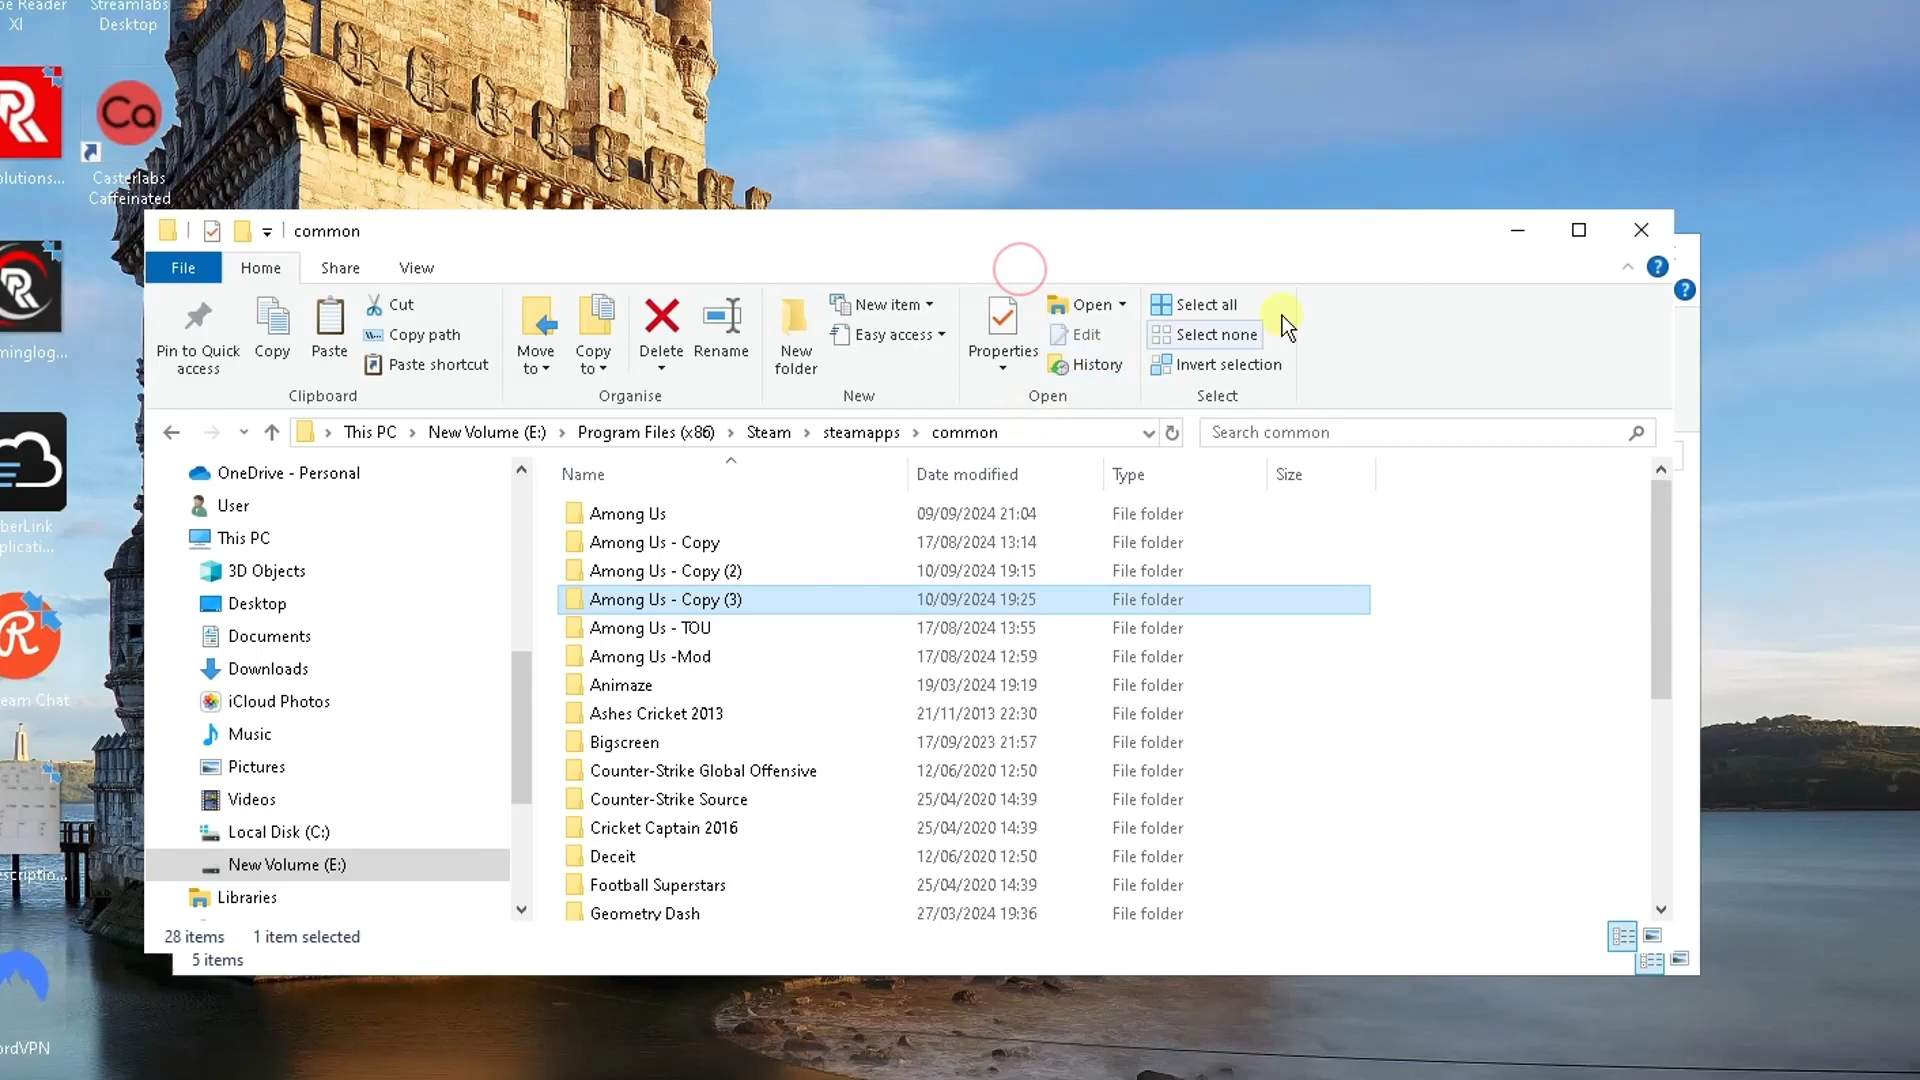 be Reader
XI
Streamlabs
Desktop
olutions...
Ca
Casterlabs
Caffeinated
minglog...
berLink
plicati...
eam Chat
escriptio...
ordVPN
common
File
Home
Share
View
Pin to Quick
access
Copy
Paste
Cut
Copy path
Paste shortcut
Clipboard
Move
to
Copy
to
Delete
Rename
Organise
New
folder
New item
Easy access
New
Properties
Open
Edit
History
Open
Select all
Select none
Invert selection
Select
This PC > New Volume (E:) > Program Files (x86) > Steam > steamapps > common
Search common
OneDrive - Personal
User
This PC
3D Objects
Desktop
Documents
Downloads
iCloud Photos
Music
Pictures
Videos
Local Disk (C:)
New Volume (E:)
Libraries
Name Date modified Type Size
Among Us 09/09/2024 21:04 File folder
Among Us - Copy 17/08/2024 13:14 File folder
Among Us - Copy (2) 10/09/2024 19:15 File folder
Among Us - Copy (3) 10/09/2024 19:25 File folder
Among Us - TOU 17/08/2024 13:55 File folder
Among Us -Mod 17/08/2024 12:59 File folder
Animaze 19/03/2024 19:19 File folder
Ashes Cricket 2013 21/11/2013 22:30 File folder
Bigscreen 17/09/2023 21:57 File folder
Counter-Strike Global Offensive 12/06/2020 12:50 File folder
Counter-Strike Source 25/04/2020 14:39 File folder
Cricket Captain 2016 25/04/2020 14:39 File folder
Deceit 12/06/2020 12:50 File folder
Football Superstars 25/04/2020 14:39 File folder
Geometry Dash 27/03/2024 19:36 File folder
28 items 1 item selected
5 items